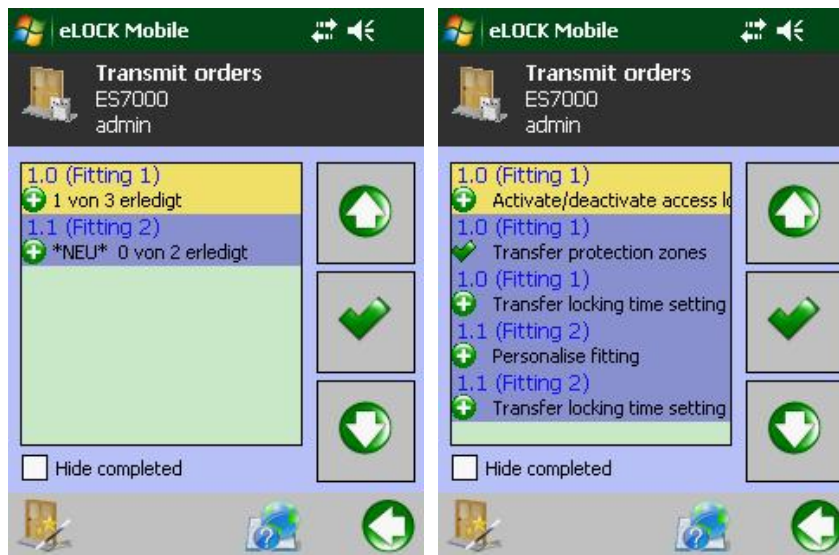 eLOCK Mobile
Transmit orders
ES7000
admin
1.0 (Fitting 1)
1 von 3 erledigt
1.1 (Fitting 2)
*NEU* 0 von 2 erledigt
Hide completed
eLOCK Mobile
Transmit orders
ES7000
admin
1.0 (Fitting 1)
Activate/deactivate access
1.0 (Fitting 1)
Transfer protection zones
1.0 (Fitting 1)
Transfer locking time setting
1.1 (Fitting 2)
Personalise fitting
1.1 (Fitting 2)
Transfer locking time setting
Hide completed